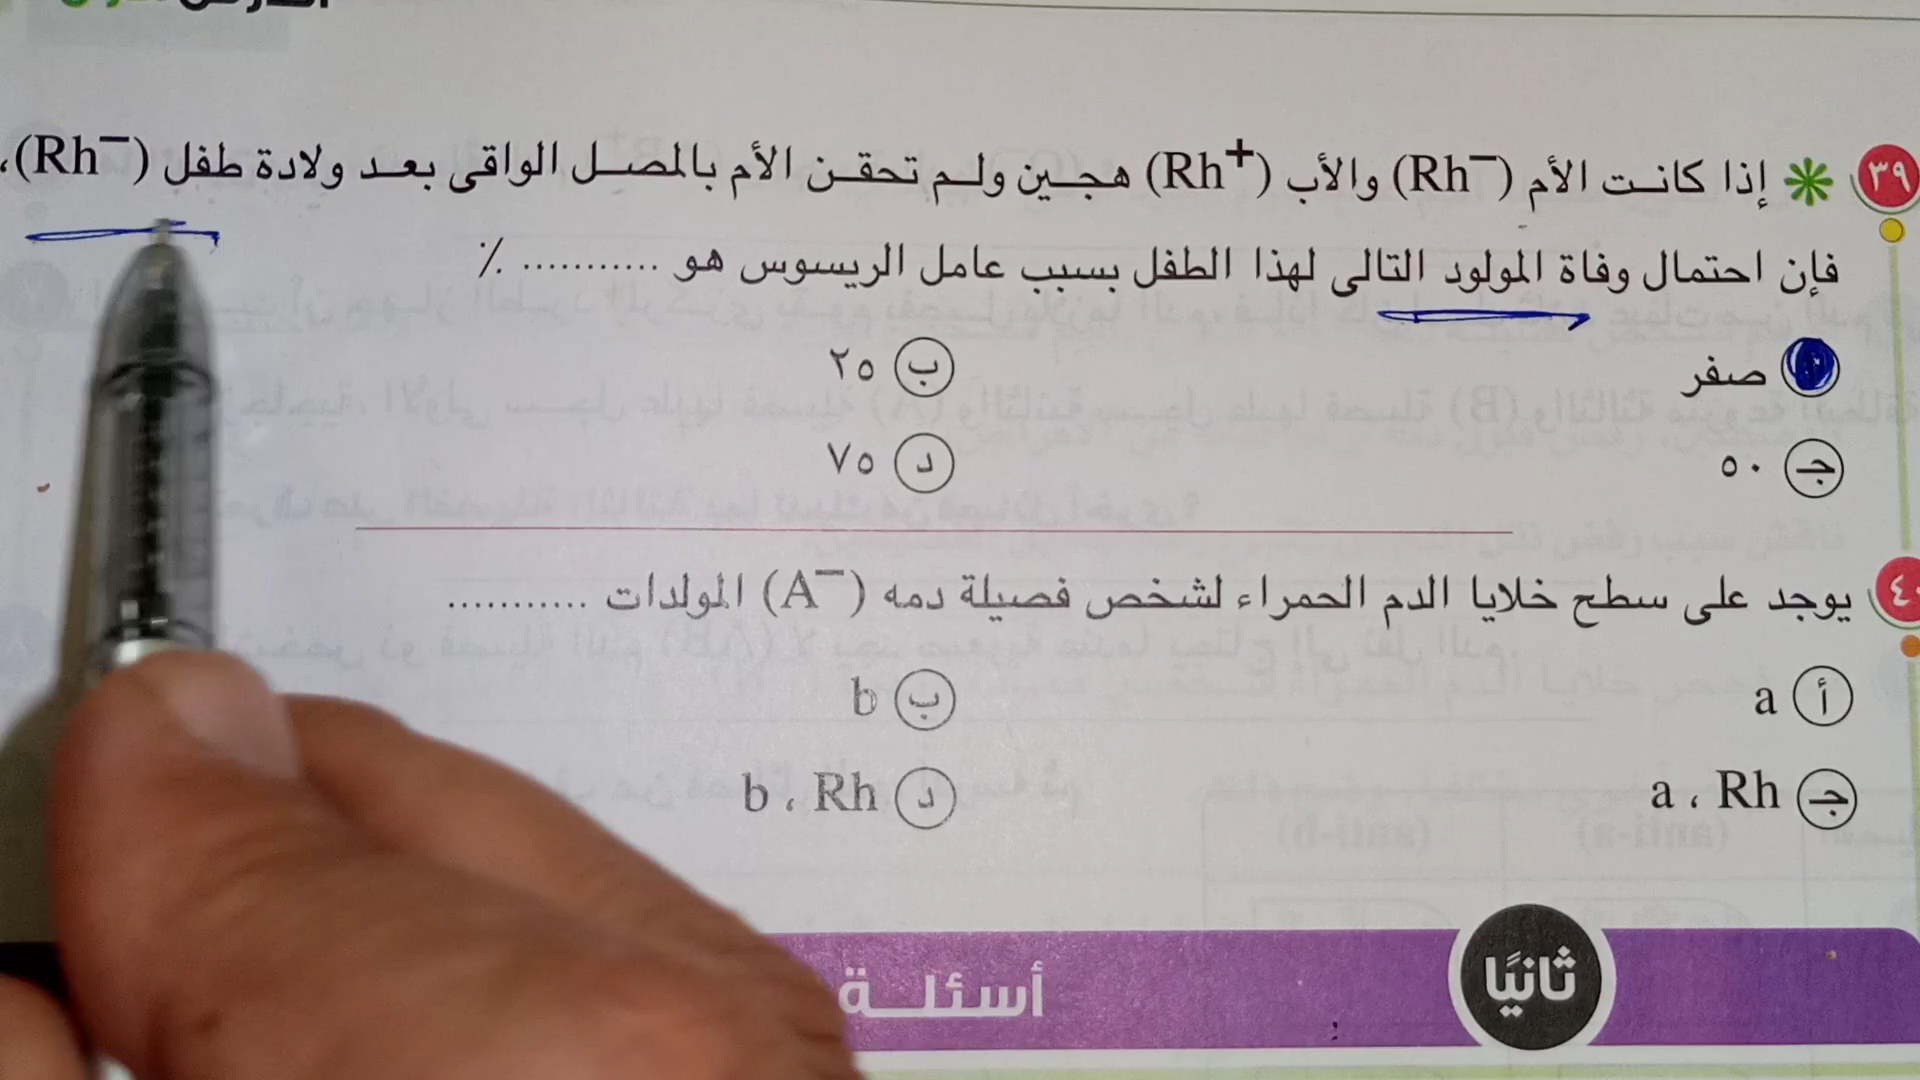 ٣٩ إذا كانت الأم (Rh⁻) والأب (Rh⁺) هجين ولم تحقن الأم بالمصل الواقى بعد ولادة طفل (Rh⁻)،
فإن احتمال وفاة المولود التالى لهذا الطفل بسبب عامل الريسوس هو ........... ٪
صفر ب ٢٥
جـ ٥٠ د ٧٥
٤٠ يوجد على سطح خلايا الدم الحمراء لشخص فصيلة دمه (A⁻) المولدات ...........
أ a ب b
جـ a ، Rh د b ، Rh
ثانيًا أسئلة